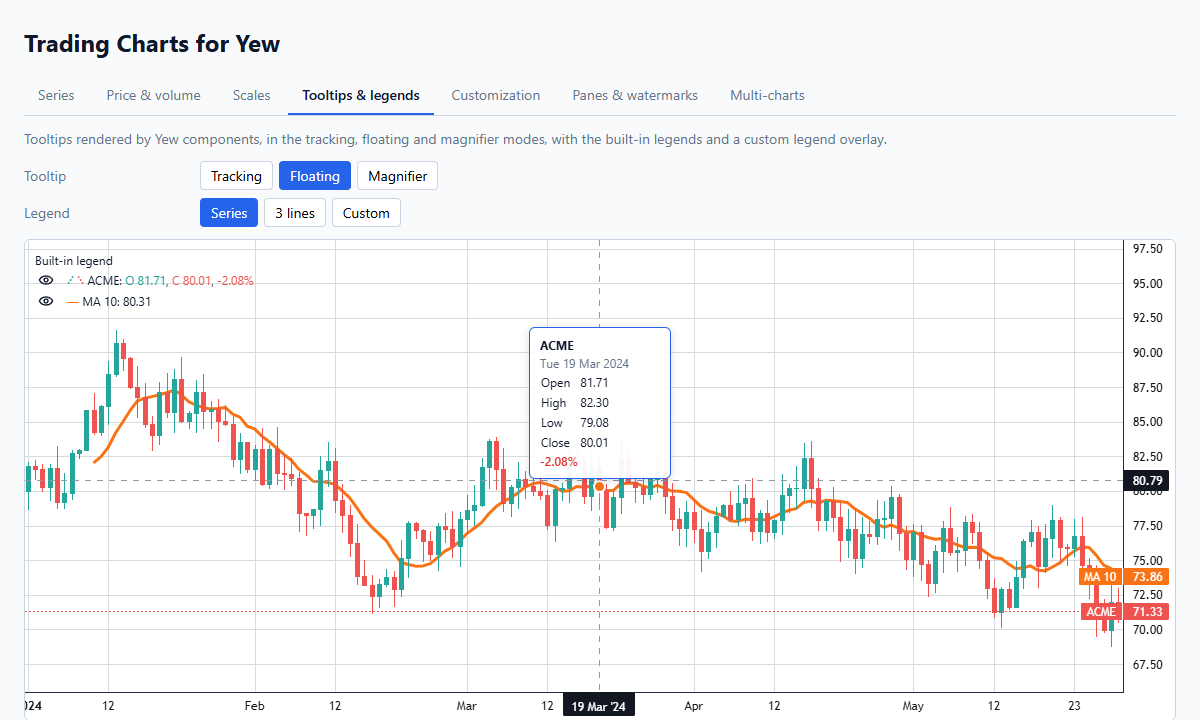 Trading Charts for Yew
Series Price & volume Scales Tooltips & legends Customization Panes & watermarks Multi-charts
Tooltips rendered by Yew components, in the tracking, floating and magnifier modes, with the built-in legends and a custom legend overlay.
Tooltip Tracking Floating Magnifier
Legend Series 3 lines Custom
Built-in legend
ACME: O 81.71, C 80.01, -2.08%
MA 10: 80.31
ACME
Tue 19 Mar 2024
Open 81.71
High 82.30
Low 79.08
Close 80.01
-2.08%
97.50
95.00
92.50
90.00
87.50
85.00
82.50
80.79
80.00
77.50
75.00
MA 10 73.86
72.50
ACME 71.33
70.00
67.50
024 12 Feb 12 Mar 12 19 Mar '24 Apr 12 May 12 23